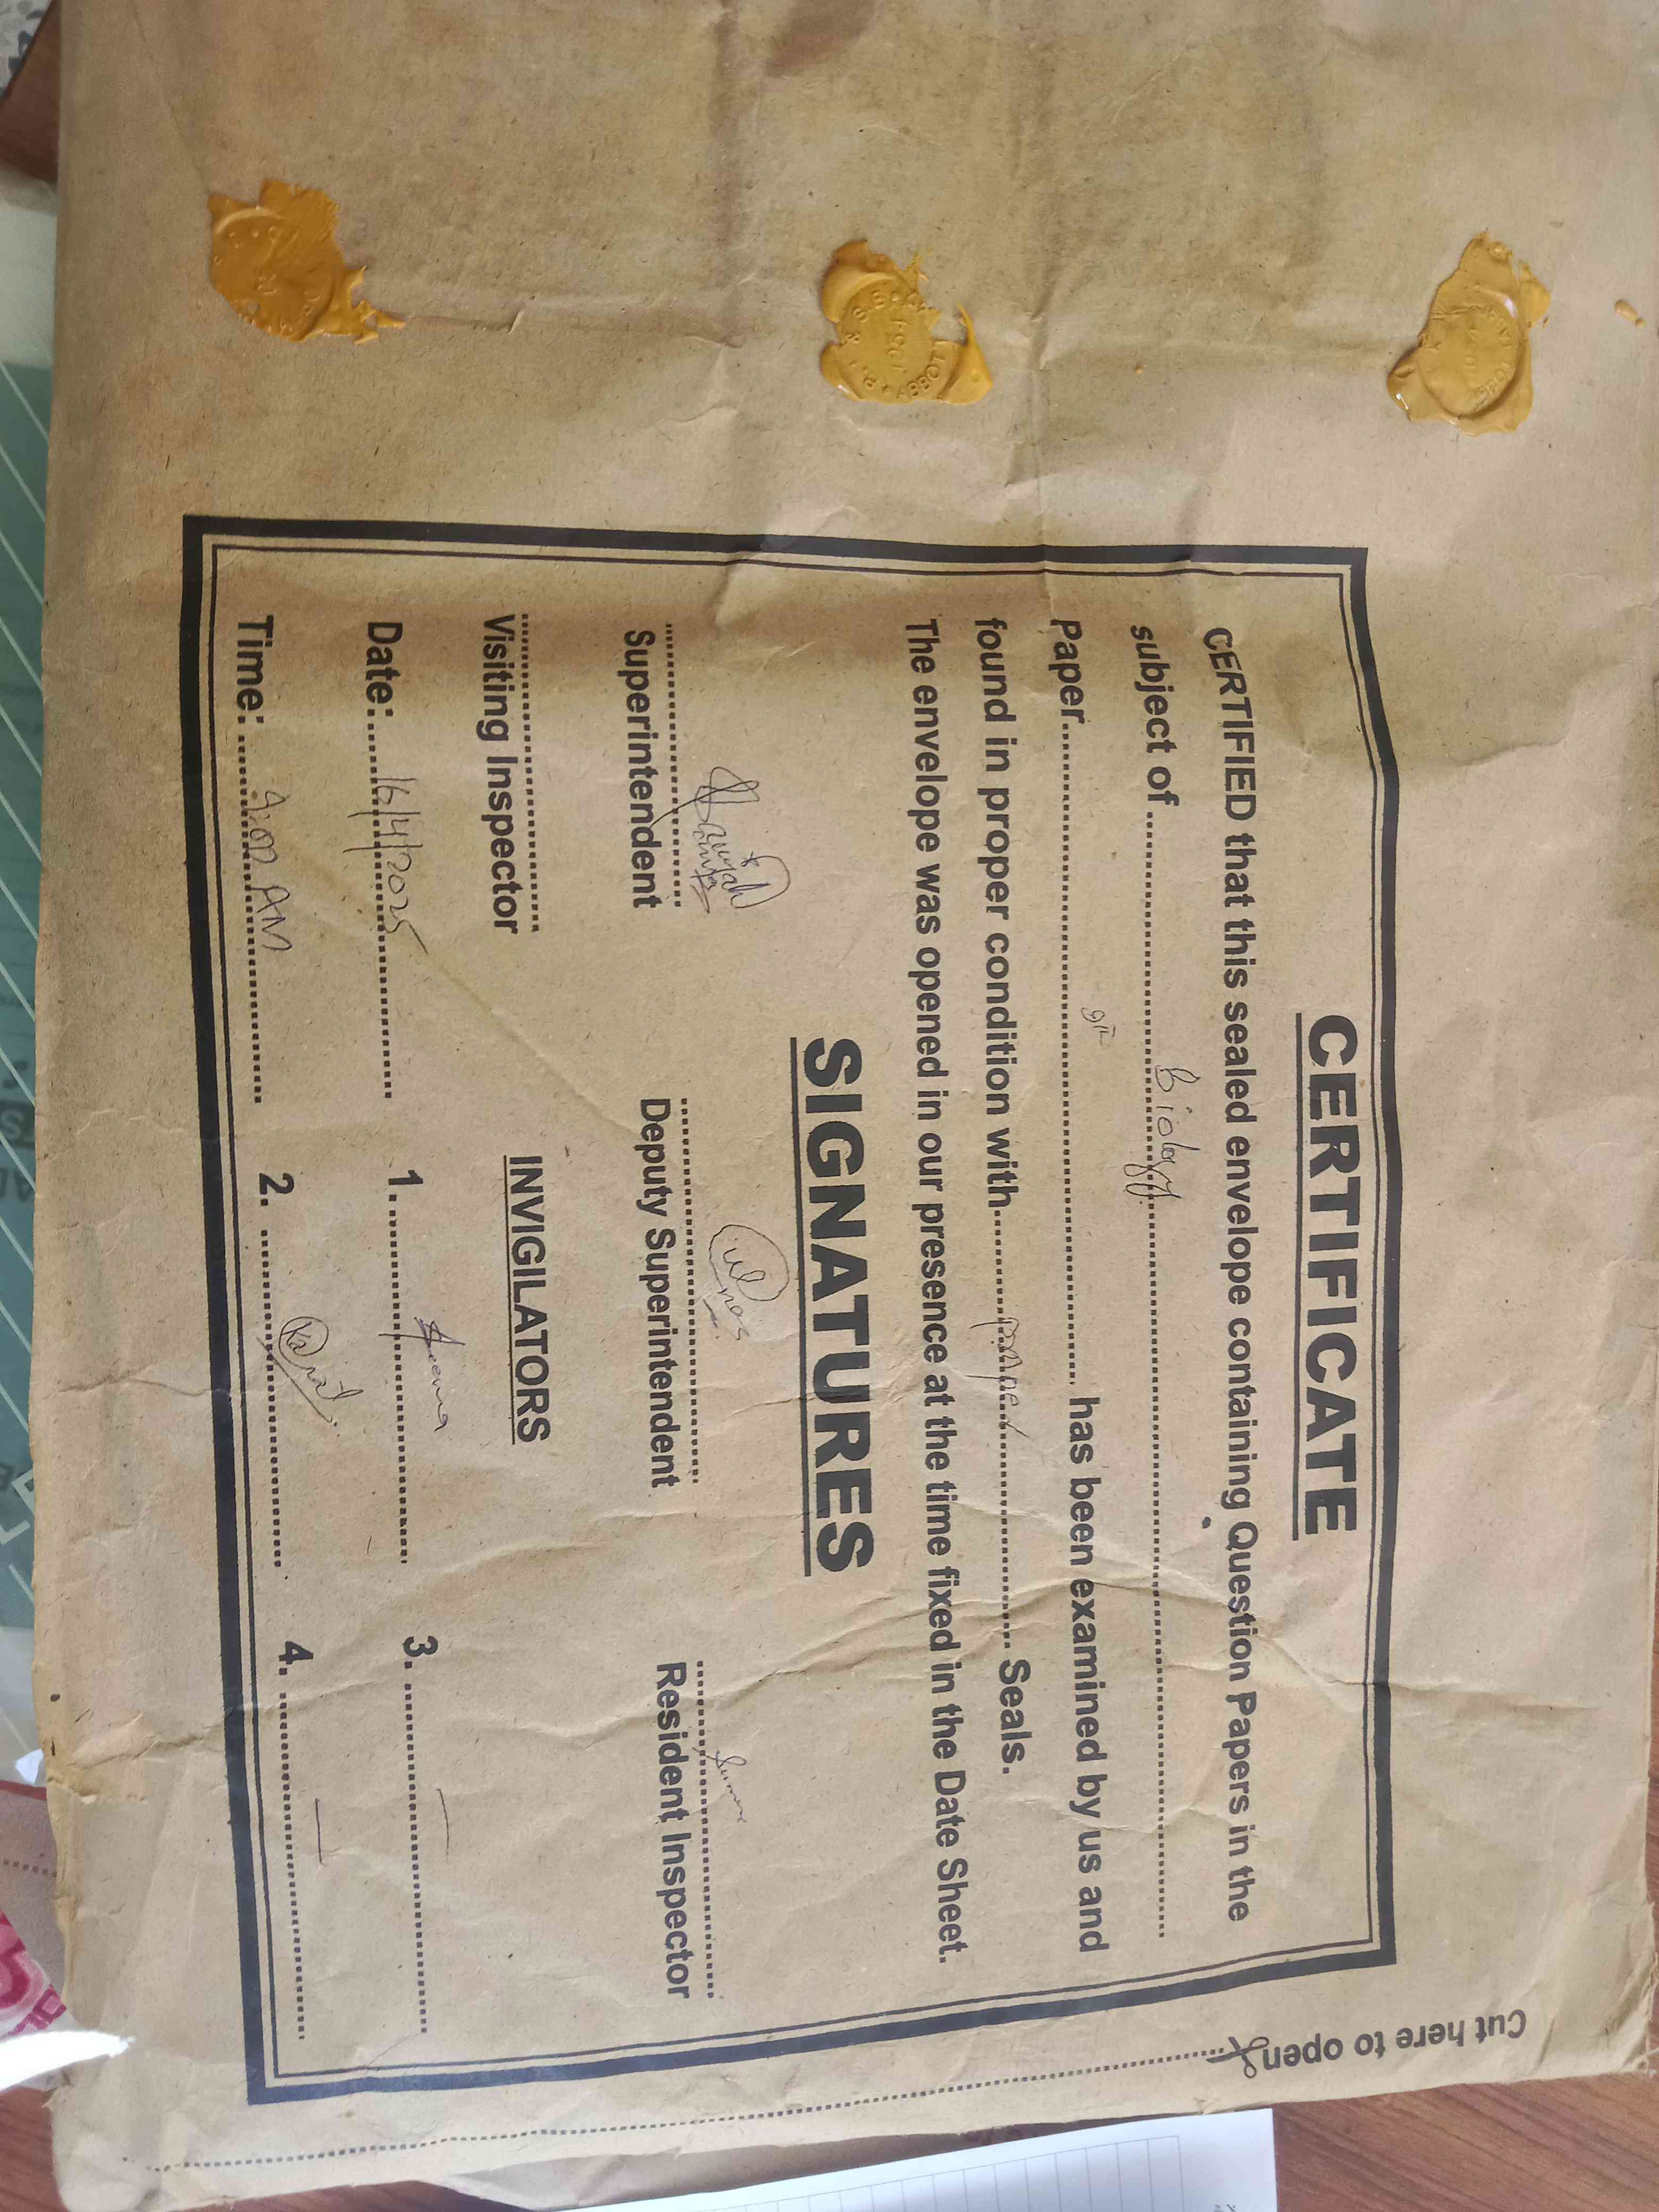 Cut here to open
CERTIFICATE
CERTIFIED that this sealed envelope containing Question Papers in the
subject of ........ Biology ........
Paper........ 9th ........ has been examined by us and
found in proper condition with........ proper ........ Seals.
The envelope was opened in our presence at the time fixed in the Date Sheet.
SIGNATURES
Superintendent Deputy Superintendent Resident Inspector
Visiting Inspector INVIGILATORS
Date: 16/4/2025 1. 3. —
Time: 9:00 AM 2. 4. —